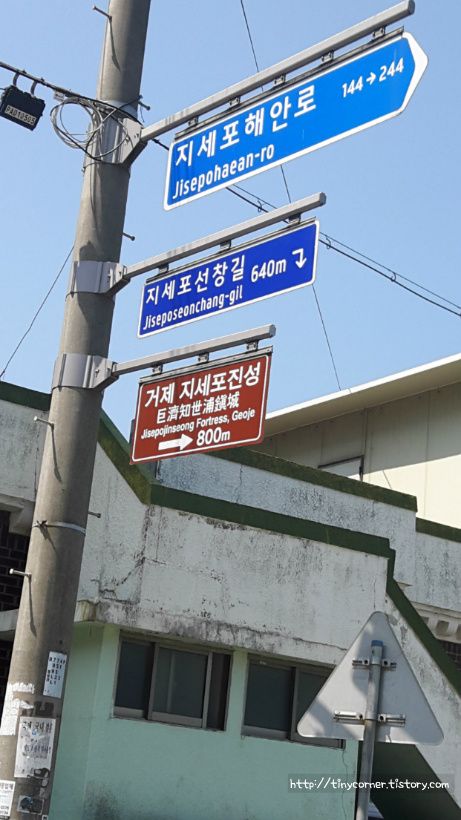 지세포해안로 144→244
Jisepohaean-ro
지세포선창길 640m
Jiseposeonchang-gil
거제 지세포진성
巨濟知世浦鎭城
Jisepojinseong Fortress, Geoje
800m
http://tinycorner.tistory.com